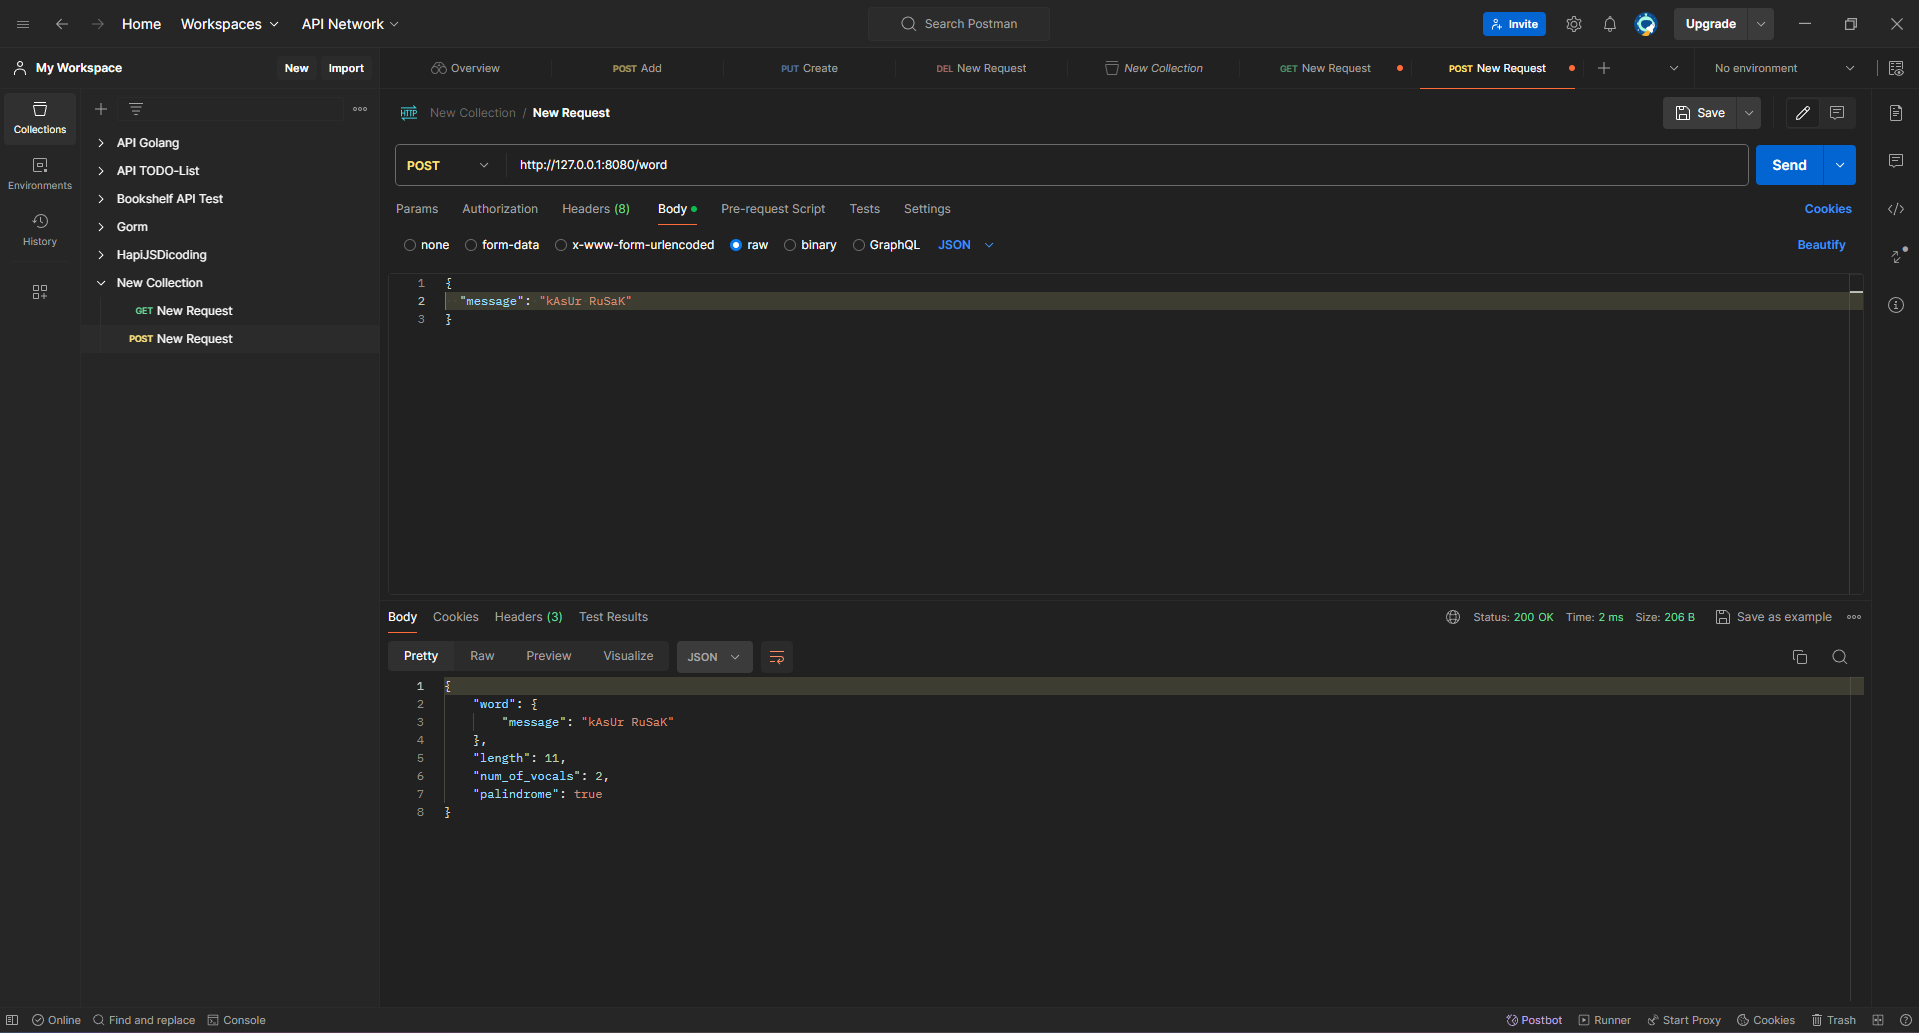 Home Workspaces API Network Search Postman Invite Upgrade
My Workspace New Import Overview POST Add PUT Create DEL New Request New Collection GET New Request POST New Request No environment
Collections
Environments
History
API Golang
API TODO-List
Bookshelf API Test
Gorm
HapiJSDicoding
New Collection
GET New Request
POST New Request
HTTP New Collection / New Request Save
POST http://127.0.0.1:8080/word Send
Params Authorization Headers (8) Body Pre-request Script Tests Settings Cookies
none form-data x-www-form-urlencoded raw binary GraphQL JSON Beautify
1 {
2 "message": "kAsUr RuSaK"
3 }
Body Cookies Headers (3) Test Results Status: 200 OK Time: 2 ms Size: 206 B Save as example
Pretty Raw Preview Visualize JSON
1 {
2 "word": {
3 "message": "kAsUr RuSaK"
4 },
5 "length": 11,
6 "num_of_vocals": 2,
7 "palindrome": true
8 }
Online Find and replace Console Postbot Runner Start Proxy Cookies Trash